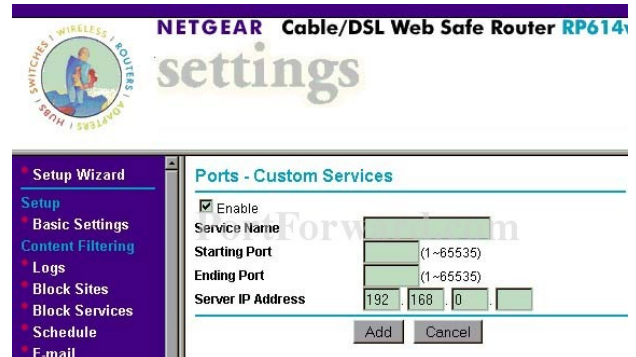 NETGEAR Cable/DSL Web Safe Router RP614v
settings
SWITCHES | WIRELESS | ROUTERS | ADAPTERS | HUBS |
Setup Wizard
Setup
Basic Settings
Content Filtering
Logs
Block Sites
Block Services
Schedule
E-mail
Ports - Custom Services
Enable
Service Name
Starting Port (1~65535)
Ending Port (1~65535)
Server IP Address 192 . 168 . 0 .
Add Cancel
PortForward.com